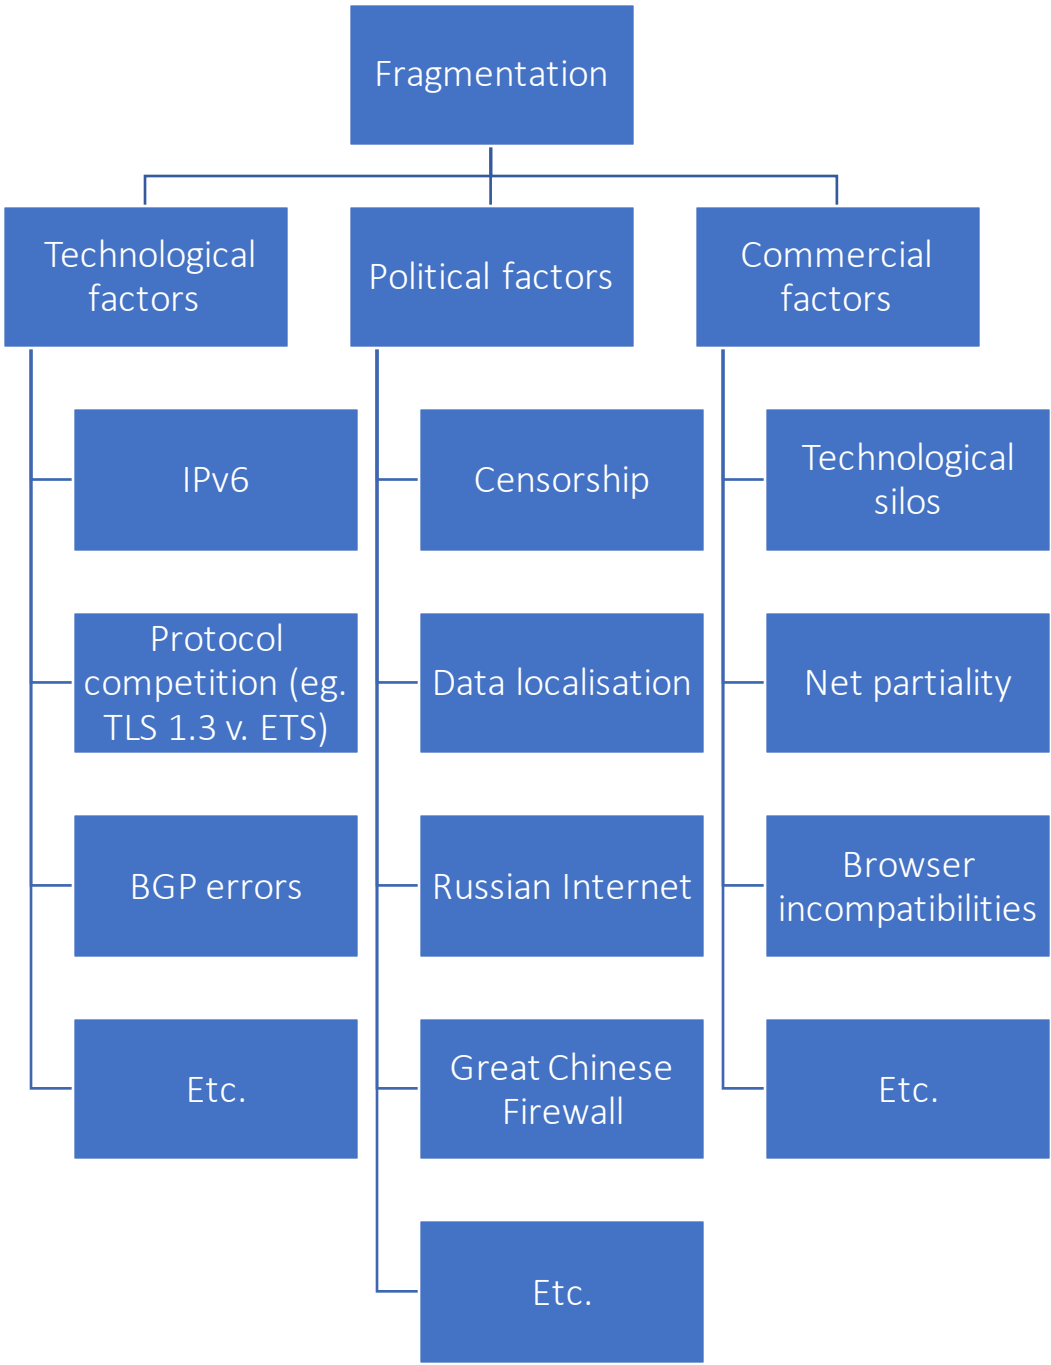 Fragmentation
Technological
factors
Political factors
Commercial
factors
IPv6
Censorship
Technological
silos
Protocol
competition (eg.
TLS 1.3 v. ETS)
Data localisation
Net partiality
BGP errors
Russian Internet
Browser
incompatibilities
Etc.
Great Chinese
Firewall
Etc.
Etc.